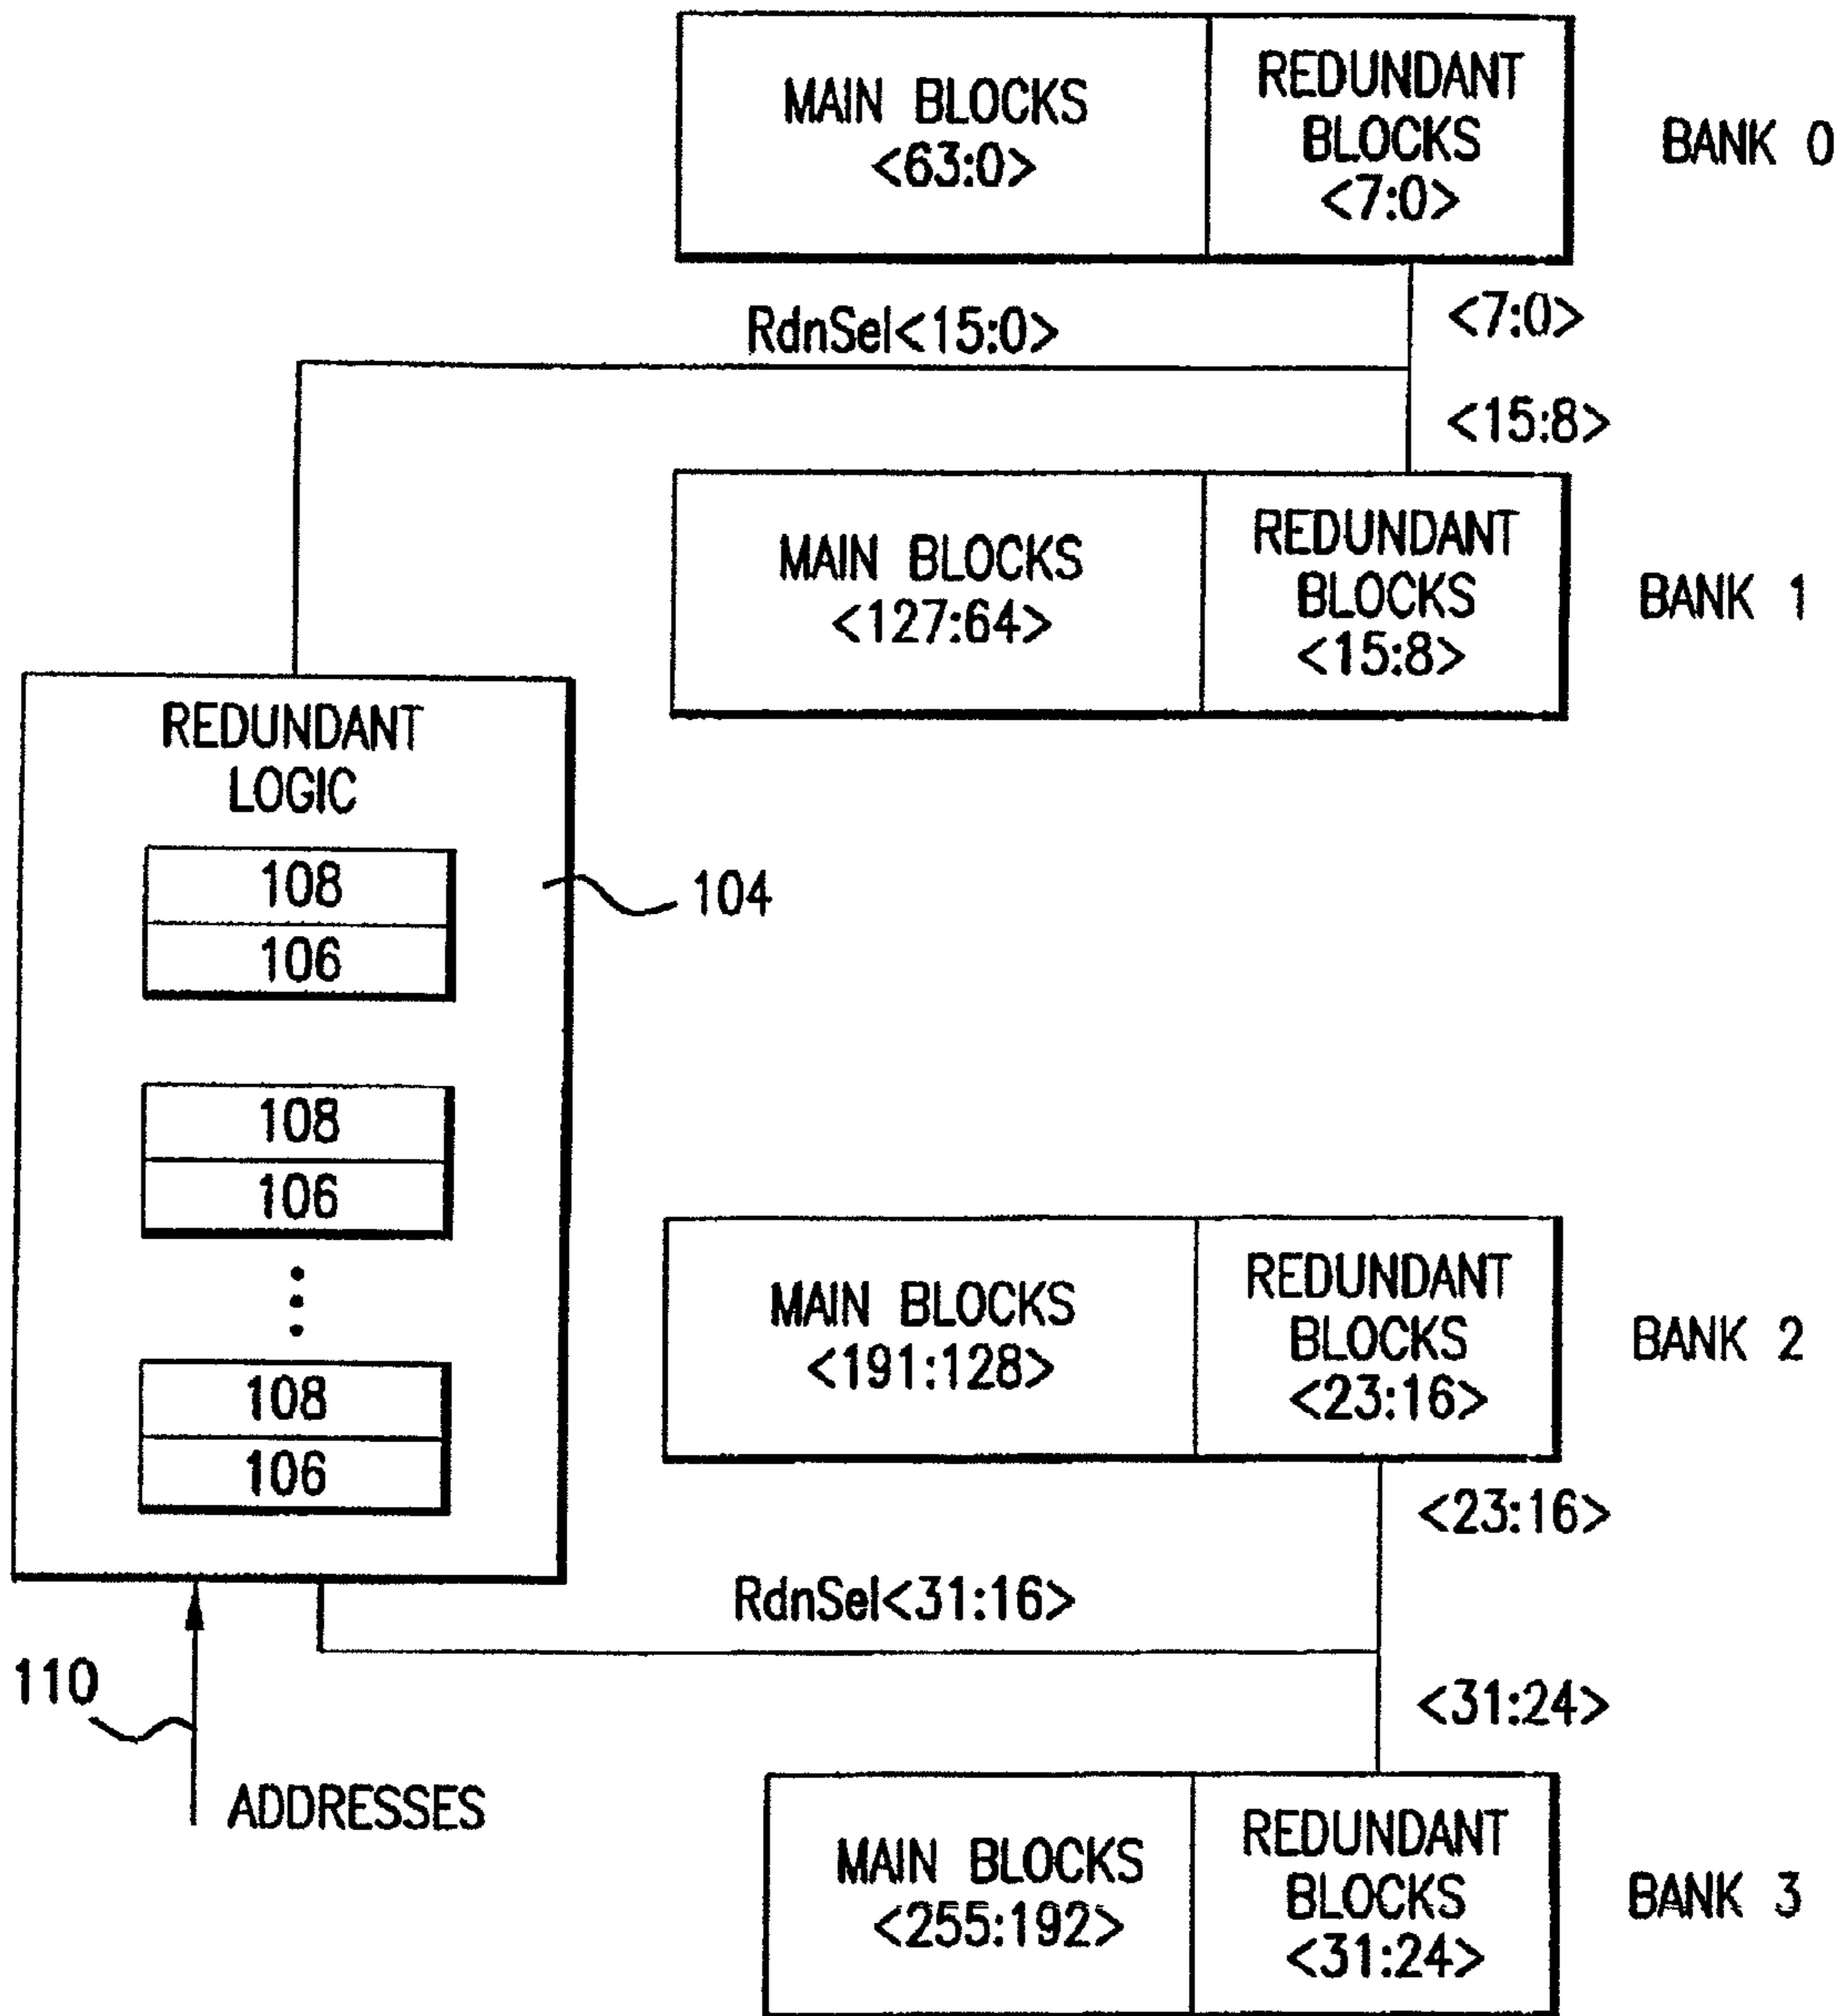 MAIN BLOCKS
<63:0>
REDUNDANT
BLOCKS
<7:0>
BANK 0
RdnSel<15:0>
<7:0>
<15:8>
MAIN BLOCKS
<127:64>
REDUNDANT
BLOCKS
<15:8>
BANK 1
REDUNDANT
LOGIC
108
106
104
108
106
108
106
MAIN BLOCKS
<191:128>
REDUNDANT
BLOCKS
<23:16>
BANK 2
<23:16>
RdnSel<31:16>
<31:24>
110
ADDRESSES
MAIN BLOCKS
<255:192>
REDUNDANT
BLOCKS
<31:24>
BANK 3